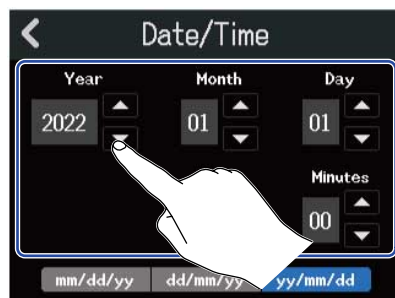 Date/Time
Year Month Day
2022 01 01
Minutes
00
mm/dd/yy dd/mm/yy yy/mm/dd